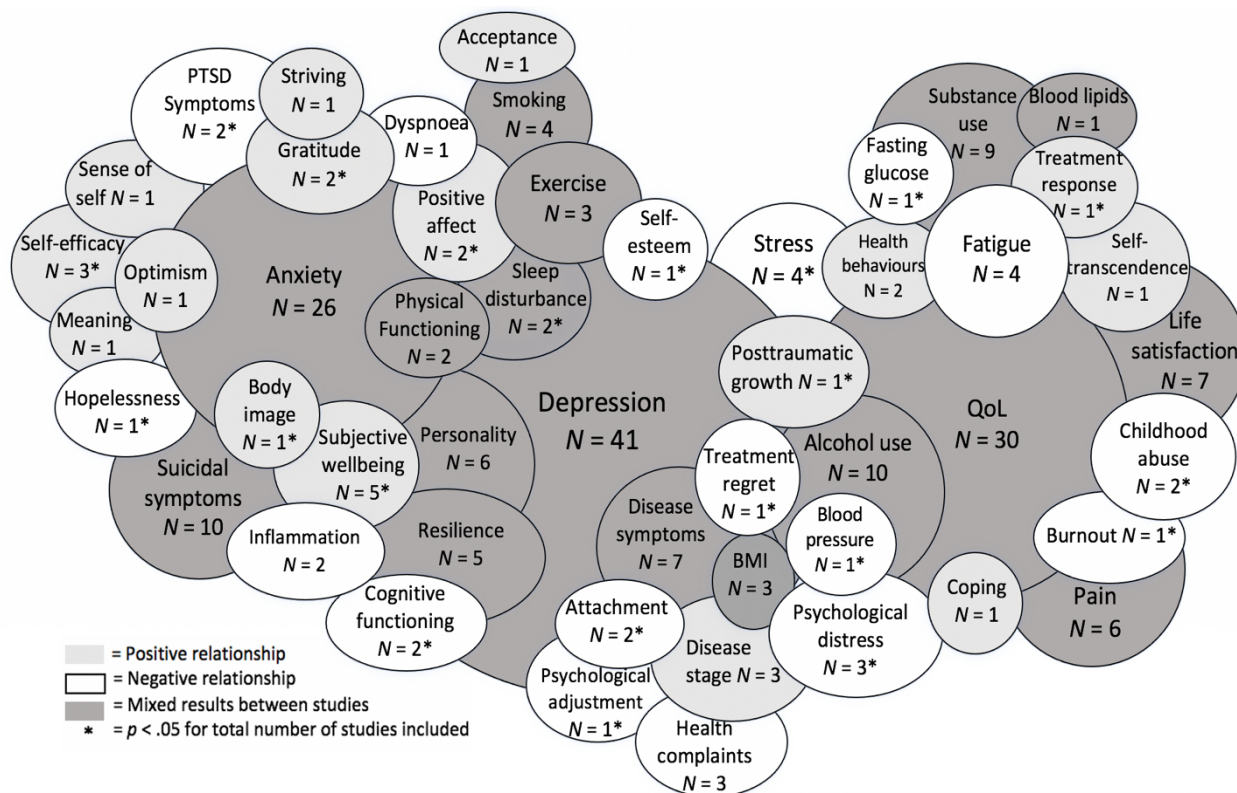 Acceptance
N = 1
PTSD
Symptoms
N = 2*
Striving
N = 1
Smoking
N = 4
Dyspnoea
N = 1
Gratitude
N = 2*
Sense of
self N = 1
Self-efficacy
N = 3*
Optimism
N = 1
Meaning
N = 1
Hopelessness
N = 1*
Anxiety
N = 26
Positive
affect
N = 2*
Exercise
N = 3
Sleep
disturbance
N = 2*
Physical
Functioning
N = 2
Self-
esteem
N = 1*
Stress
N = 4*
Substance
use
N = 9
Blood lipids
N = 1
Fasting
glucose
N = 1*
Treatment
response
N = 1*
Health
behaviours
N = 2
Fatigue
N = 4
Self-
transcendence
N = 1
Life
satisfaction
N = 7
Posttraumatic
growth N = 1*
Depression
N = 41
QoL
N = 30
Body
image
N = 1*
Subjective
wellbeing
N = 5*
Personality
N = 6
Suicidal
symptoms
N = 10
Inflammation
N = 2
Resilience
N = 5
Cognitive
functioning
N = 2*
Treatment
regret
N = 1*
Alcohol use
N = 10
Childhood
abuse
N = 2*
Disease
symptoms
N = 7
Blood
pressure
N = 1*
BMI
N = 3
Burnout N = 1*
Pain
N = 6
Coping
N = 1
Attachment
N = 2*
Psychological
distress
N = 3*
Disease
stage N = 3
Psychological
adjustment
N = 1*
Health
complaints
N = 3
= Positive relationship
= Negative relationship
= Mixed results between studies
* = p < .05 for total number of studies included